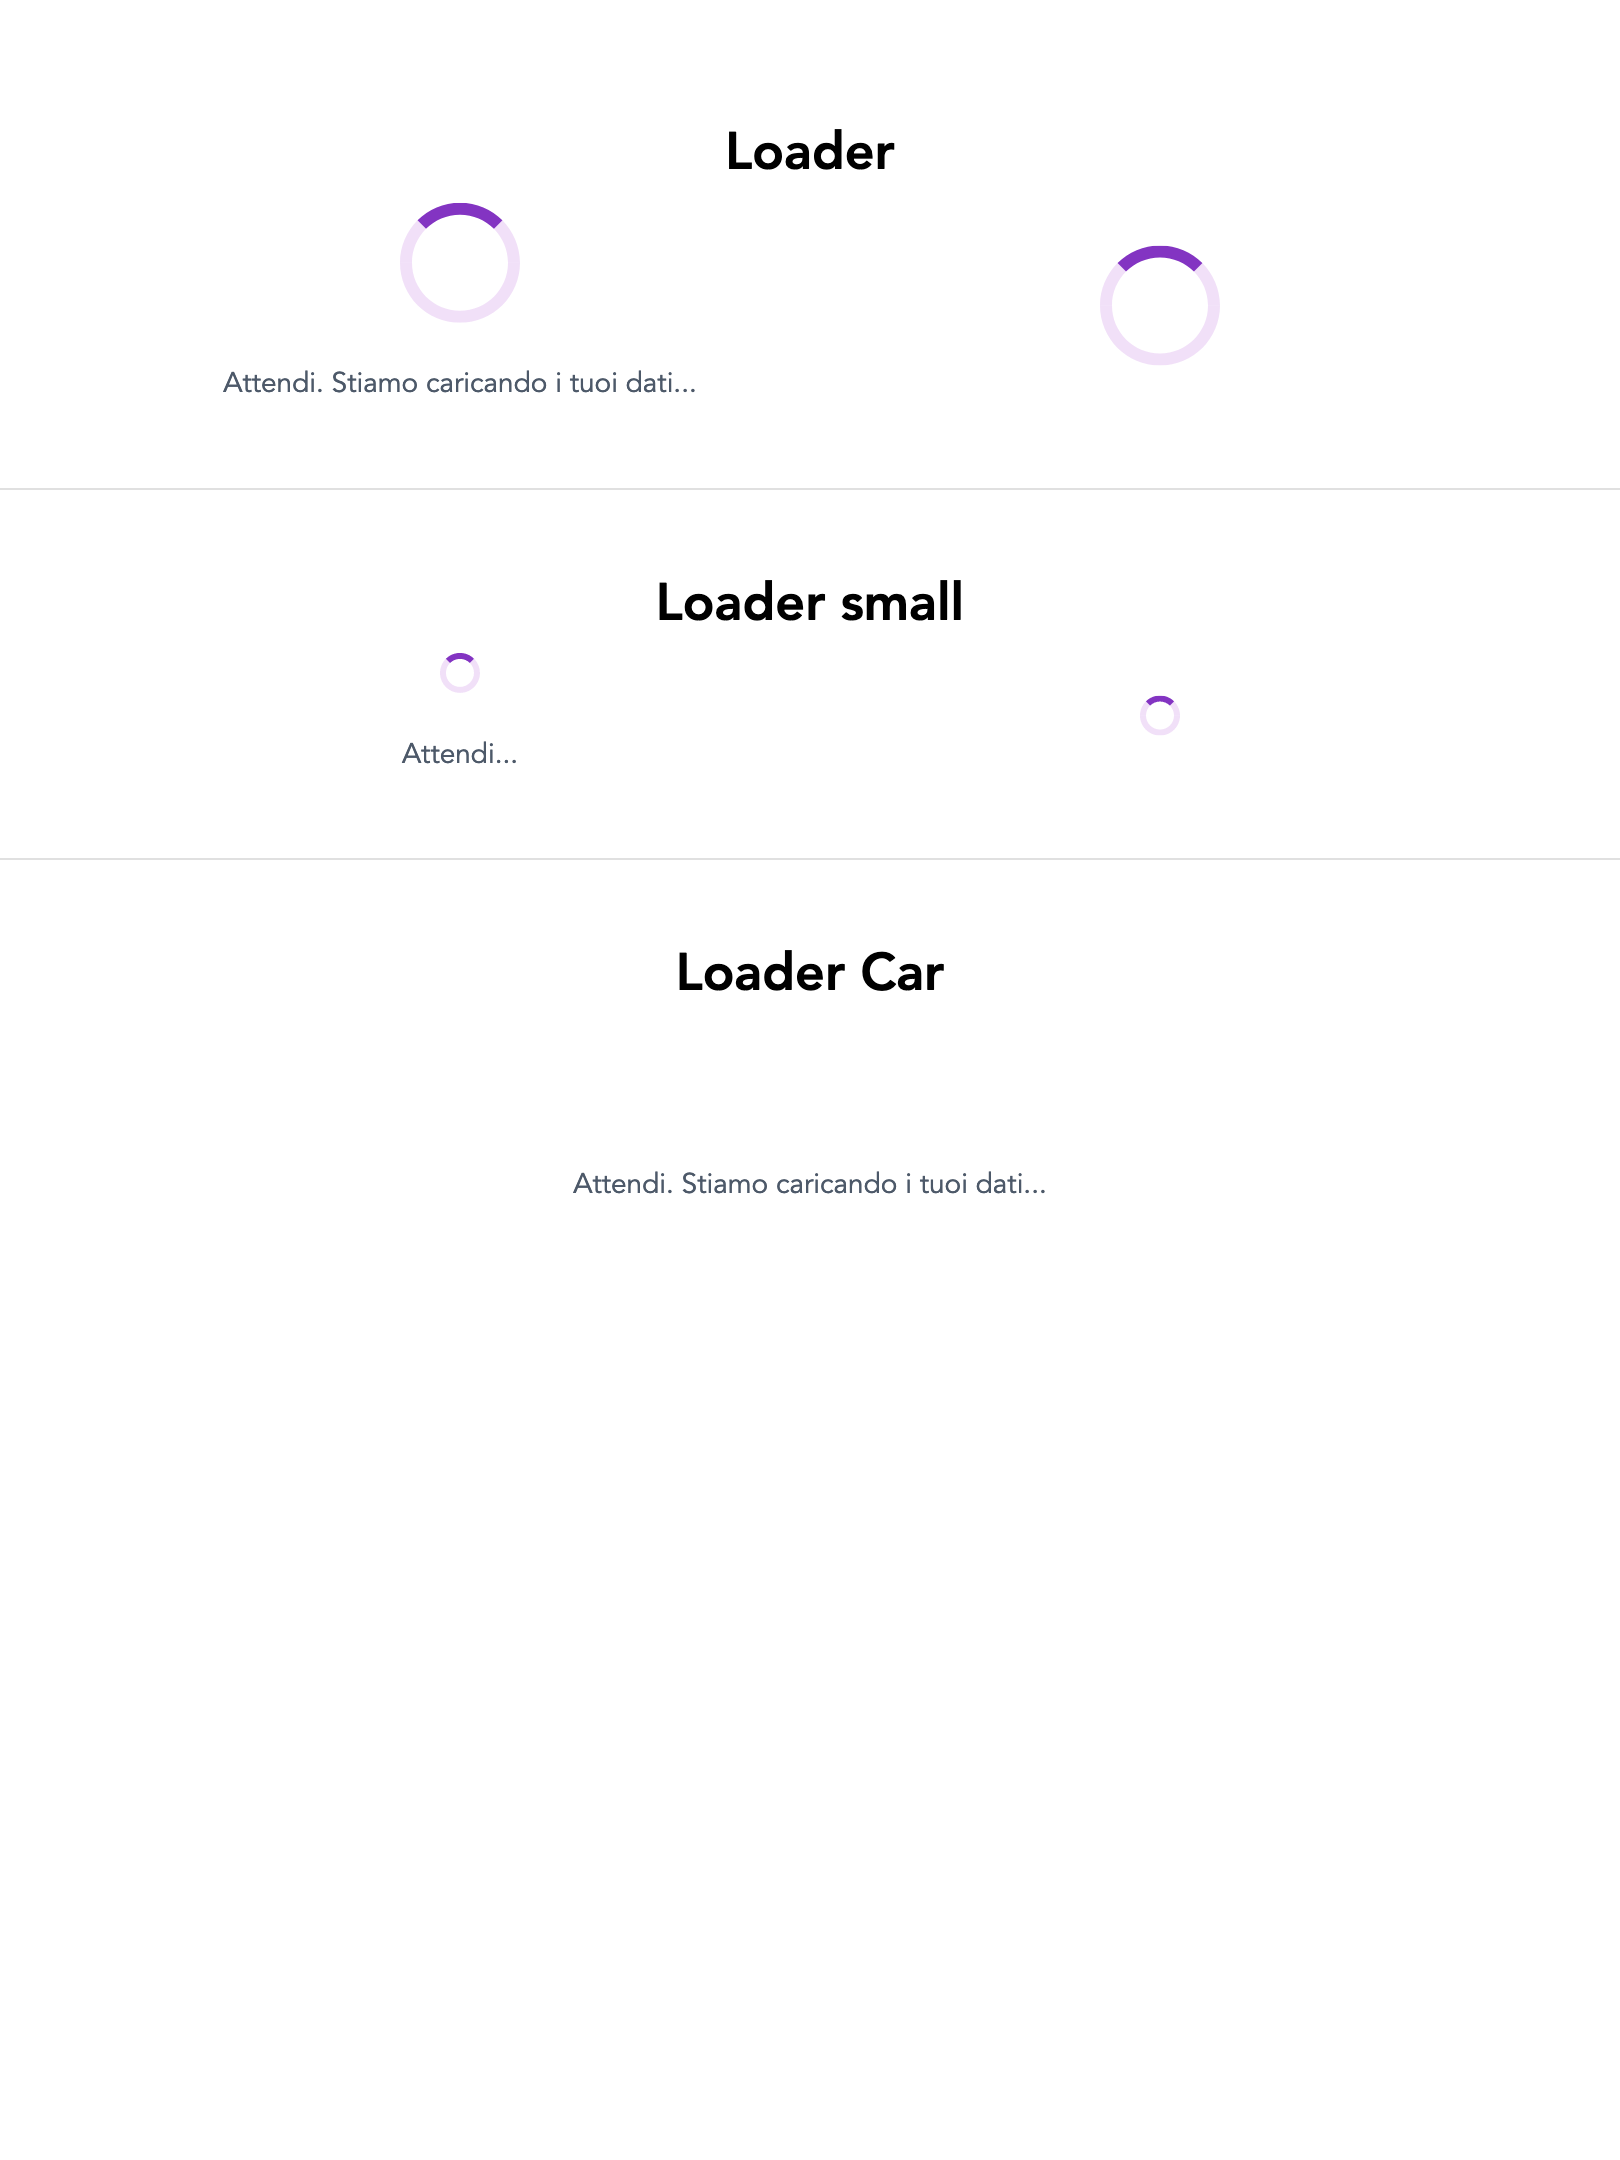 Loader
Attendi. Stiamo caricando i tuoi dati...
Loader small
Attendi...
Loader Car
Attendi. Stiamo caricando i tuoi dati...